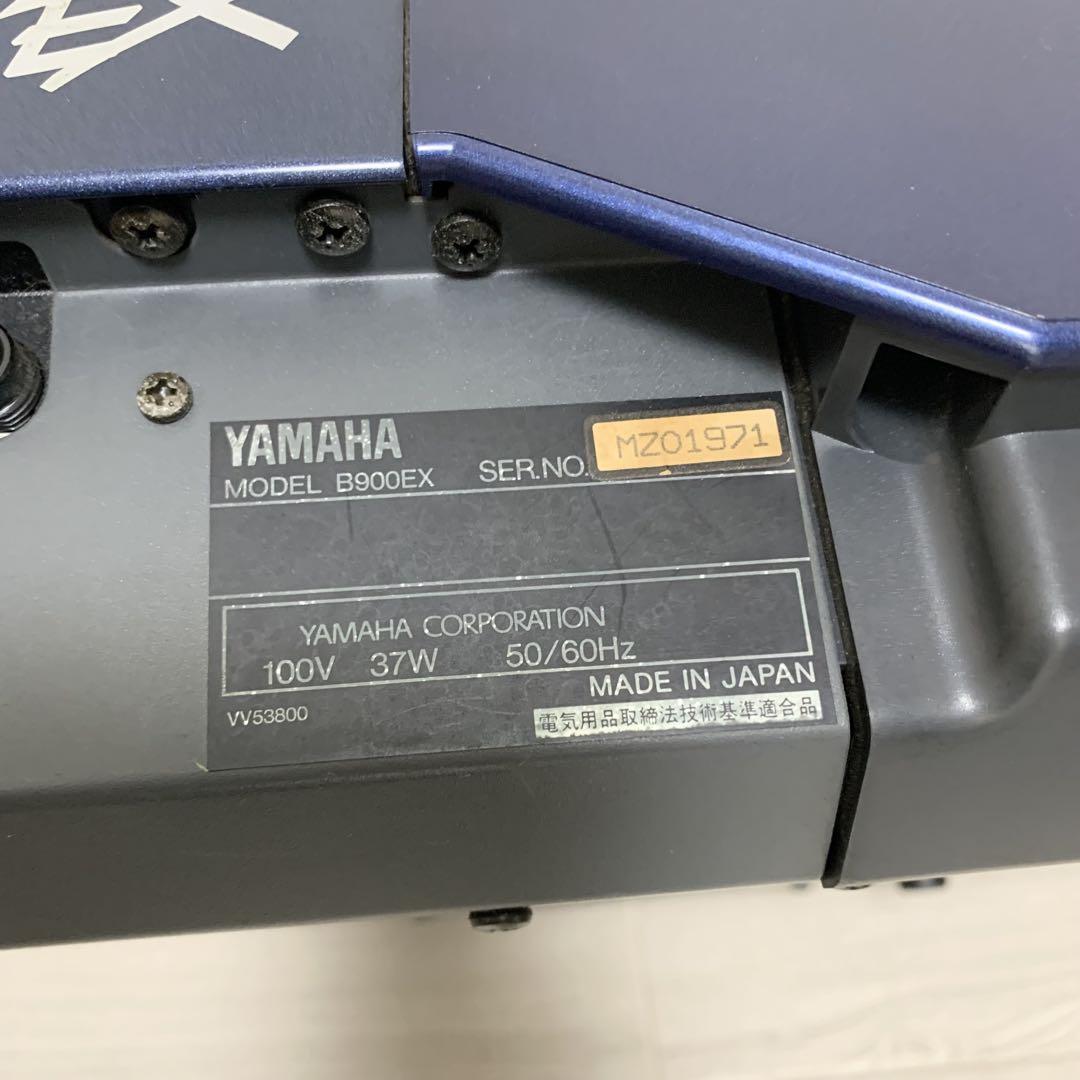 EX
YAMAHA
MODEL B900EX SER.NO. MZ01971
YAMAHA CORPORATION
100V 37W 50/60Hz
MADE IN JAPAN
VV53800
電気用品取締法技術基準適合品